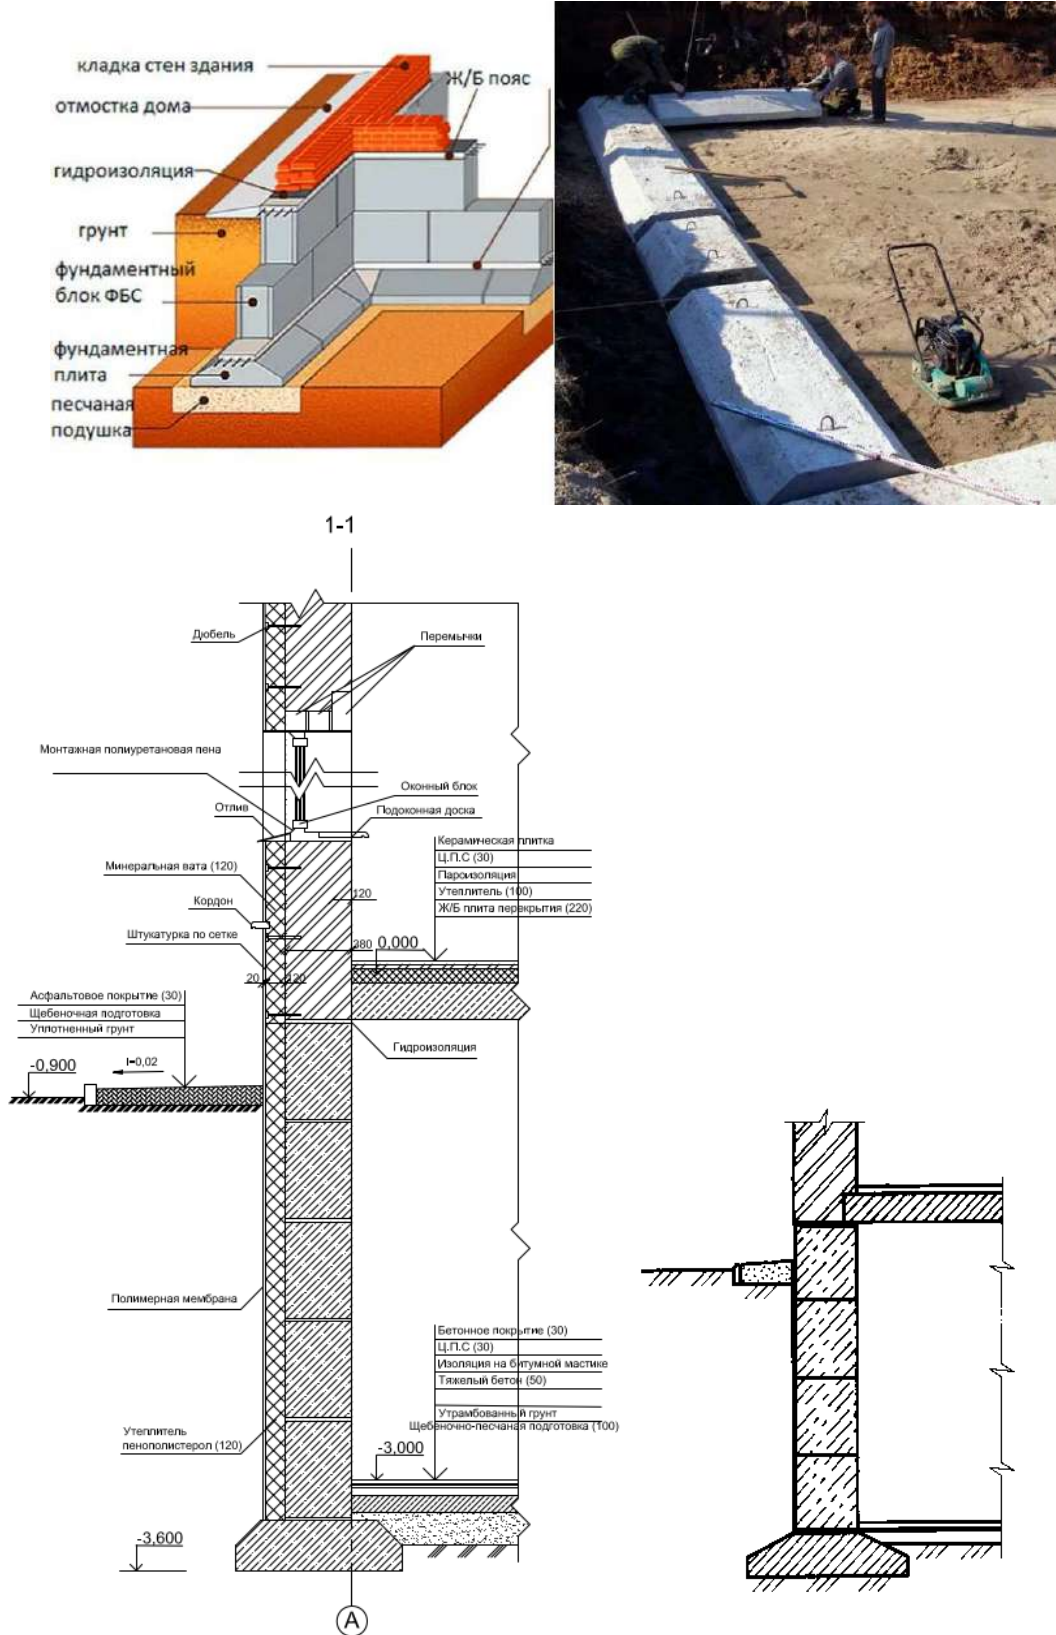 кладка стен здания
Ж/Б пояс
отмостка дома
гидроизоляция
грунт
фундаментный
блок ФБС
фундаментная
плита
песчаная
подушка
1-1
Дюбель
Перемычки
Монтажная полиуретановая пена
Оконный блок
Отлив
Подоконная доска
Керамическая плитка
Ц.П.С (30)
Пароизоляция
Утеплитель (100)
Ж/Б плита перекрытия (220)
Минеральная вата (120)
120
Кордон
Штукатурка по сетке
380
0,000
20
120
Асфальтовое покрытие (30)
Щебеночная подготовка
Уплотненный грунт
Гидроизоляция
-0,900
I=0,02
Полимерная мембрана
Бетонное покрытие (30)
Ц.П.С (30)
Изоляция на битумной мастике
Тяжелый бетон (50)
Утрамбованный грунт
Щебеночно-песчаная подготовка (100)
Утеплитель
пенополистерол (120)
-3,000
-3,600
А